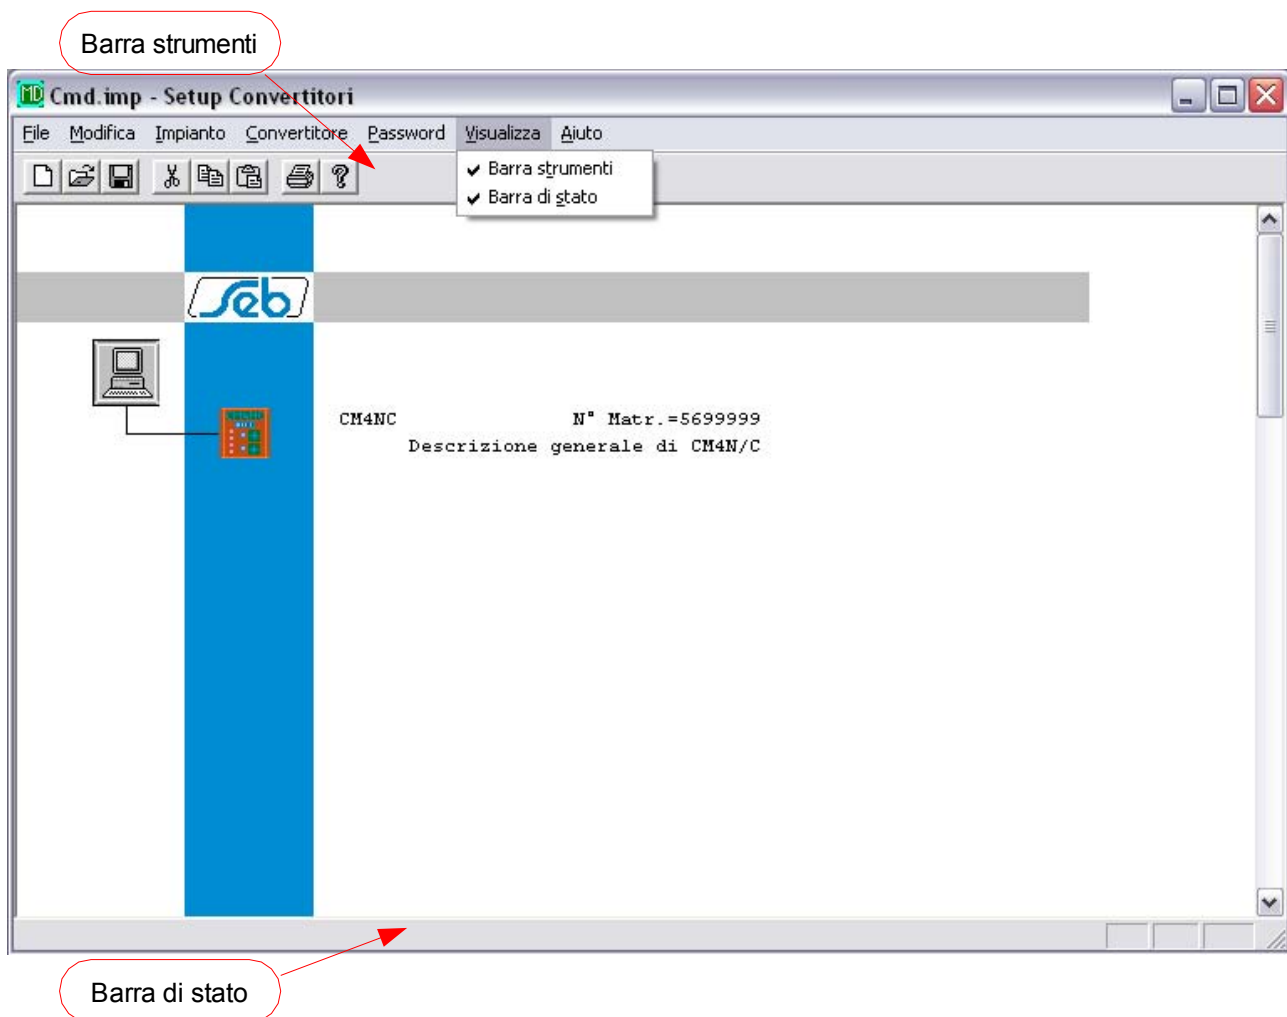 Barra strumenti
MD Cmd.imp - Setup Convertitori
File Modifica Impianto Convertitore Password Visualizza Aiuto
Barra strumenti
Barra di stato
Seb
CM4NC N° Matr.=5699999
Descrizione generale di CM4N/C
Barra di stato